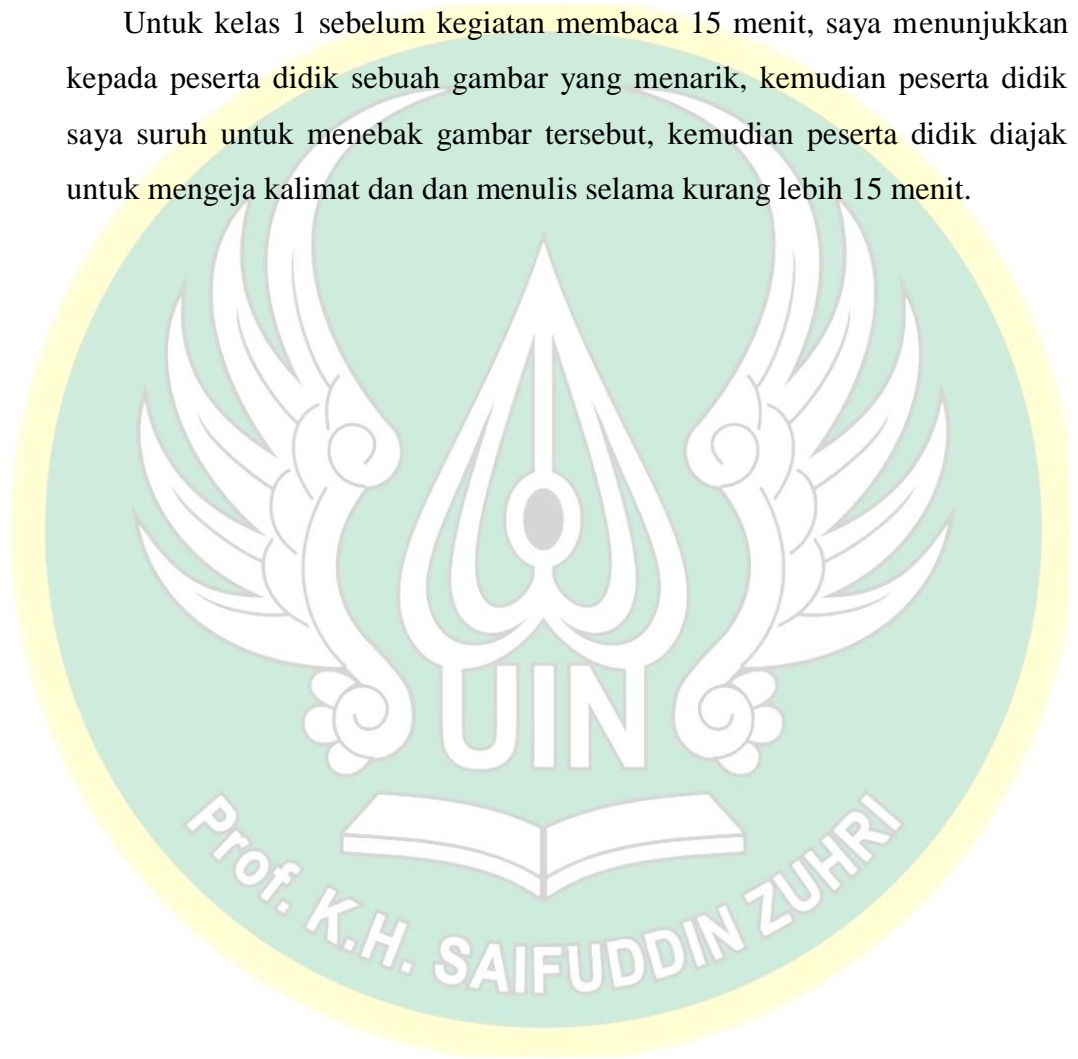 Untuk kelas 1 sebelum kegiatan membaca 15 menit, saya menunjukkan
kepada peserta didik sebuah gambar yang menarik, kemudian peserta didik
saya suruh untuk menebak gambar tersebut, kemudian peserta didik diajak
untuk mengeja kalimat dan dan menulis selama kurang lebih 15 menit.
UIN
Prof. K.H. SAIFUDDIN ZUHRI